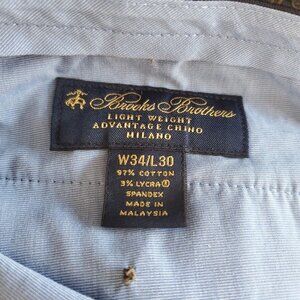 Brooks Brothers
LIGHT WEIGHT
ADVANTAGE CHINO
MILANO
W34/L30
97% COTTON
3% LYCRA®
SPANDEX
MADE IN
MALAYSIA